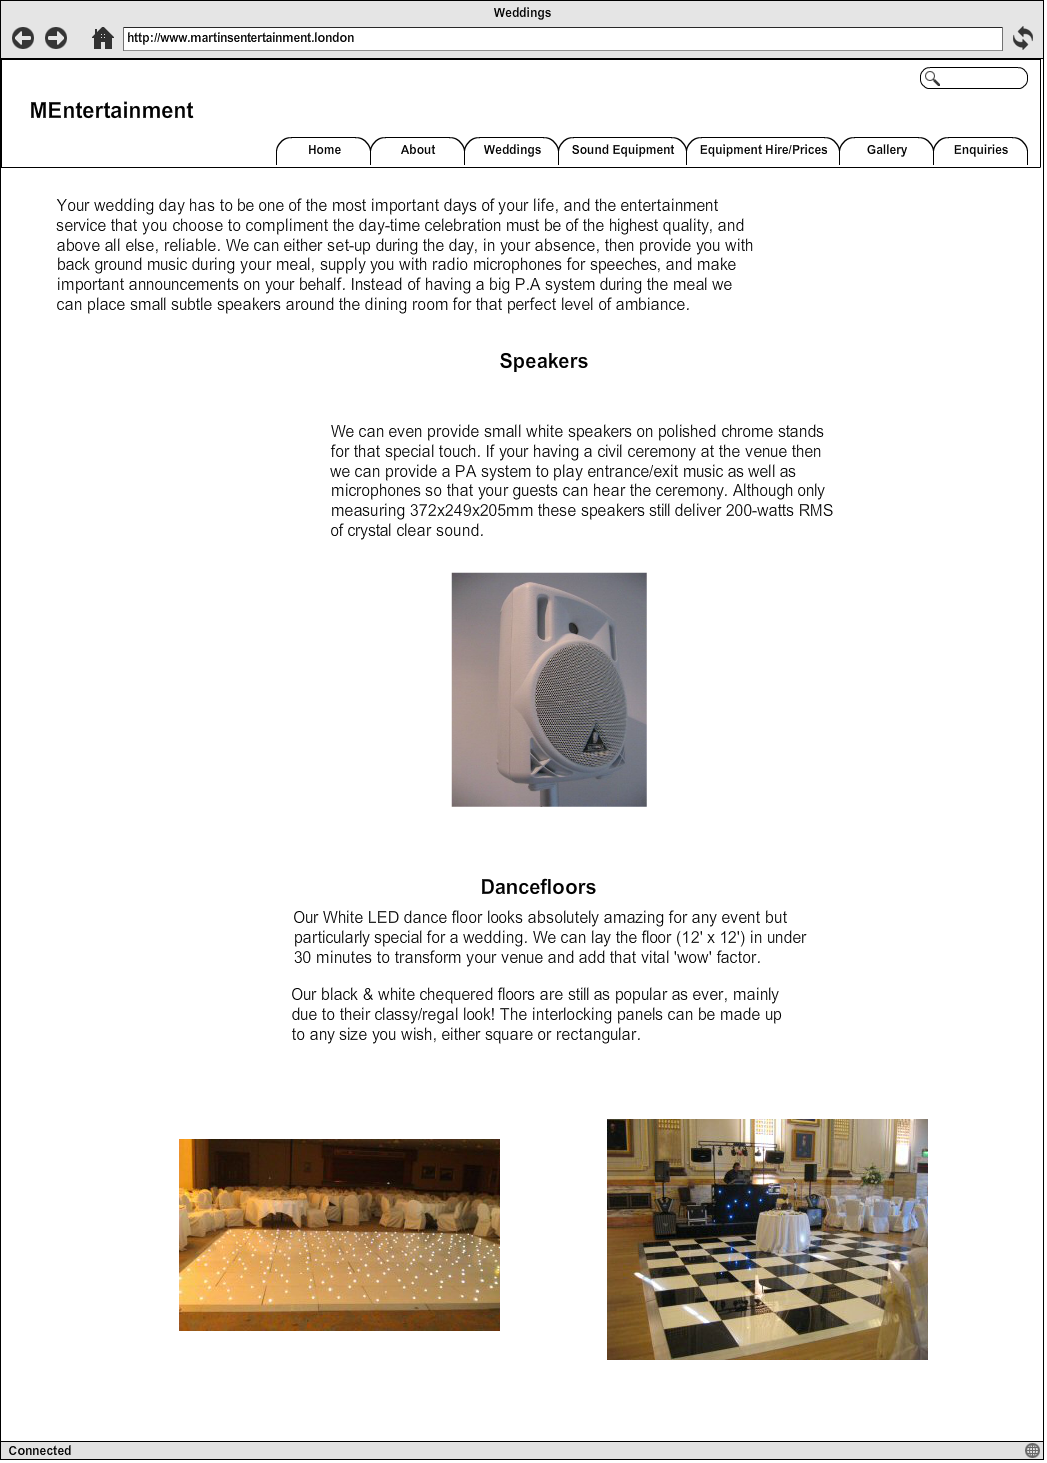 Weddings
http://www.martinsentertainment.london
MEntertainment
Home About Weddings Sound Equipment Equipment Hire/Prices Gallery Enquiries
Your wedding day has to be one of the most important days of your life, and the entertainment
service that you choose to compliment the day-time celebration must be of the highest quality, and
above all else, reliable. We can either set-up during the day, in your absence, then provide you with
back ground music during your meal, supply you with radio microphones for speeches, and make
important announcements on your behalf. Instead of having a big P.A system during the meal we
can place small subtle speakers around the dining room for that perfect level of ambiance.
Speakers
We can even provide small white speakers on polished chrome stands
for that special touch. If your having a civil ceremony at the venue then
we can provide a PA system to play entrance/exit music as well as
microphones so that your guests can hear the ceremony. Although only
measuring 372x249x205mm these speakers still deliver 200-watts RMS
of crystal clear sound.
Dancefloors
Our White LED dance floor looks absolutely amazing for any event but
particularly special for a wedding. We can lay the floor (12' x 12') in under
30 minutes to transform your venue and add that vital 'wow' factor.
Our black & white chequered floors are still as popular as ever, mainly
due to their classy/regal look! The interlocking panels can be made up
to any size you wish, either square or rectangular.
Connected